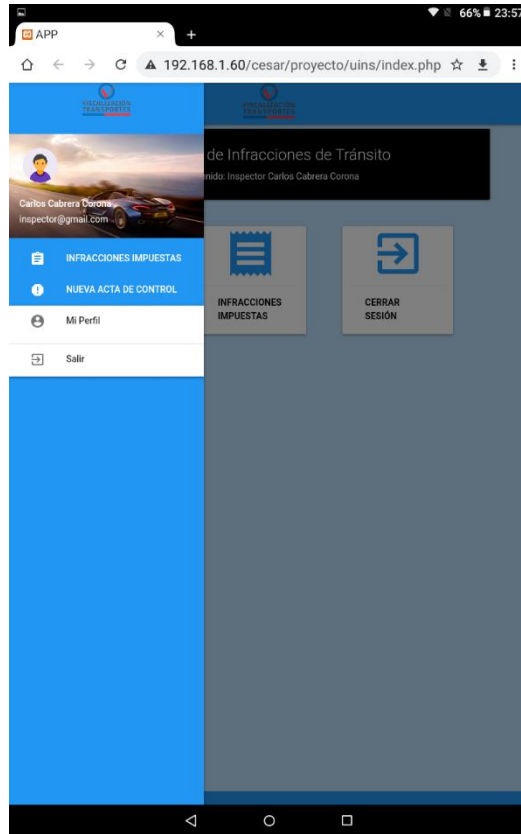 66% 23:57
APP
192.168.1.60/cesar/proyecto/uins/index.php
FISCALIZACIÓN
TRANSPORTES
FISCALIZACIÓN
TRANSPORTES
de Infracciones de Tránsito
nido: Inspector Carlos Cabrera Corona
Carlos Cabrera Corona
inspector@gmail.com
INFRACCIONES IMPUESTAS
NUEVA ACTA DE CONTROL
Mi Perfil
Salir
INFRACCIONES
IMPUESTAS
CERRAR
SESIÓN